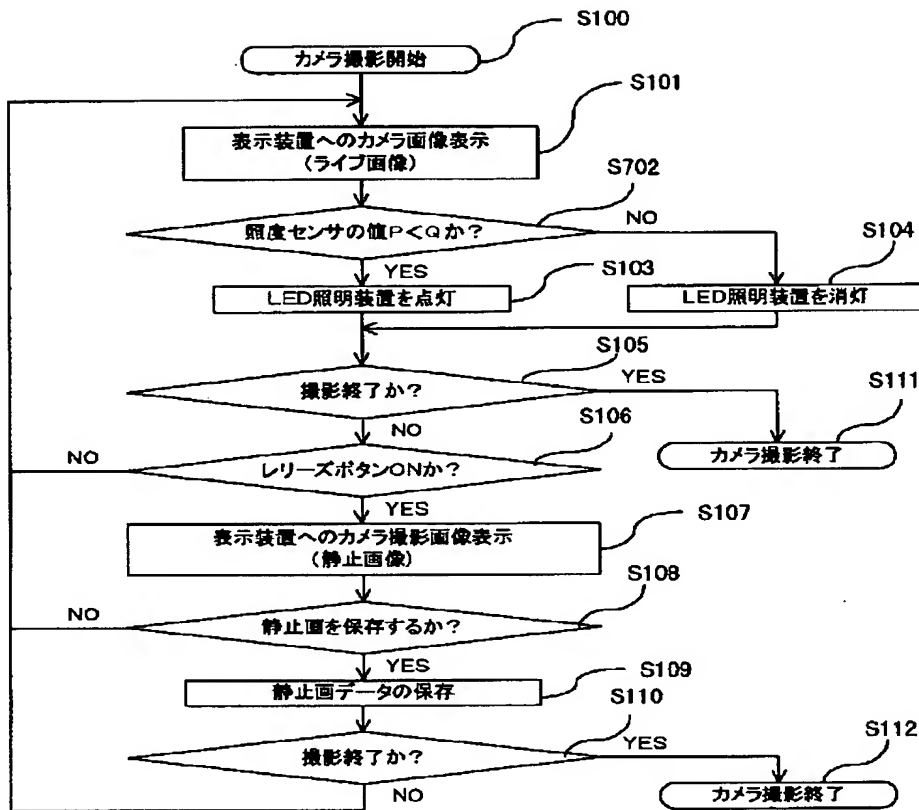 S100
カメラ撮影開始
S101
表示装置へのカメラ画像表示
(ライブ画像)
S702
照度センサの値P<Qか?
NO
YES
S103
S104
LED照明装置を点灯
LED照明装置を消灯
S105
撮影終了か?
YES
S111
NO
カメラ撮影終了
S106
NO
レリーズボタンONか?
YES
S107
表示装置へのカメラ撮影画像表示
(静止画像)
S108
NO
静止画を保存するか?
YES
S109
静止画データの保存
S110
撮影終了か?
YES
S112
NO
カメラ撮影終了